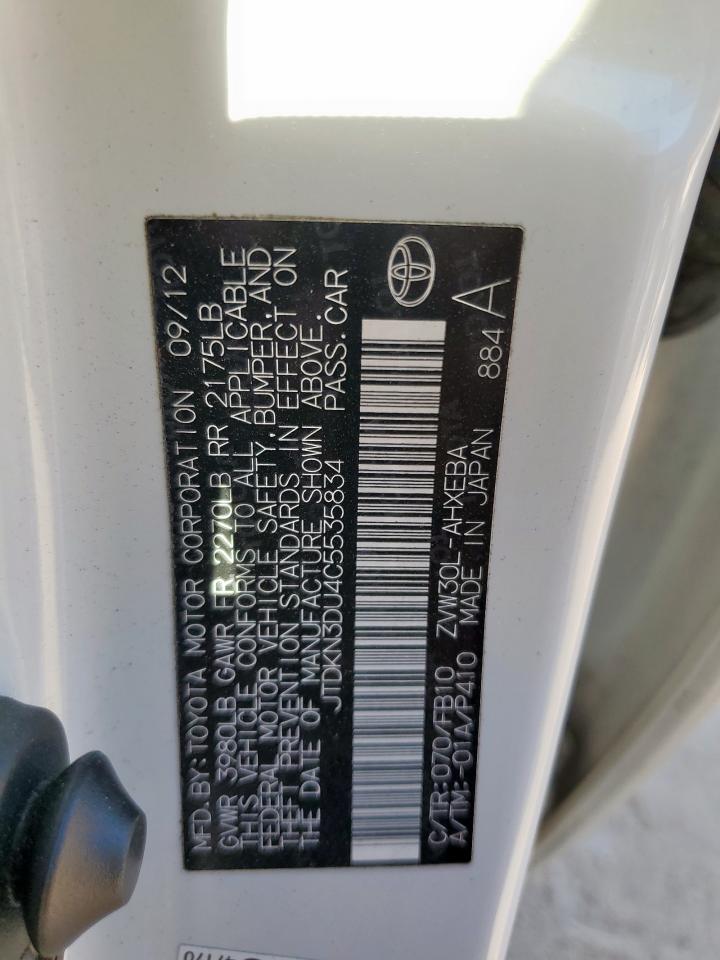 MFD.BY:TOYOTA MOTOR CORPORATION 09/12
GVWR 3980LB GAWR FR 2270LB RR 2175LB
THIS VEHICLE CONFORMS TO ALL APPLICABLE
FEDERAL MOTOR VEHICLE SAFETY,BUMPER,AND
THEFT PREVENTION STANDARDS IN EFFECT ON
THE DATE OF MANUFACTURE SHOWN ABOVE.
JTDKN3DU4C5535834 PASS.CAR
C/TR:070/FB10 ZVW30L-AHXEBA 884
A/TM:-01A/P410 MADE IN JAPAN A